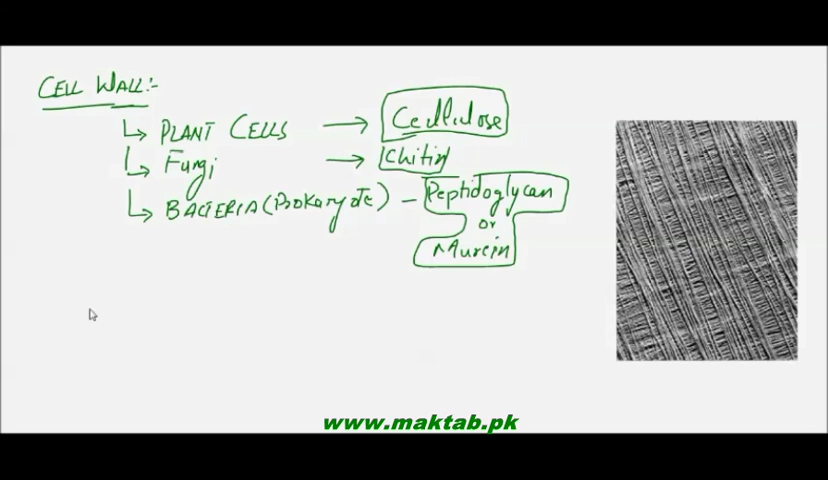 CELL WALL:-
PLANT CELLS → Cellulose
Fungi → Chitin
BACTERIA (Prokaryote) - Peptidoglycan
or
Murein
www.maktab.pk